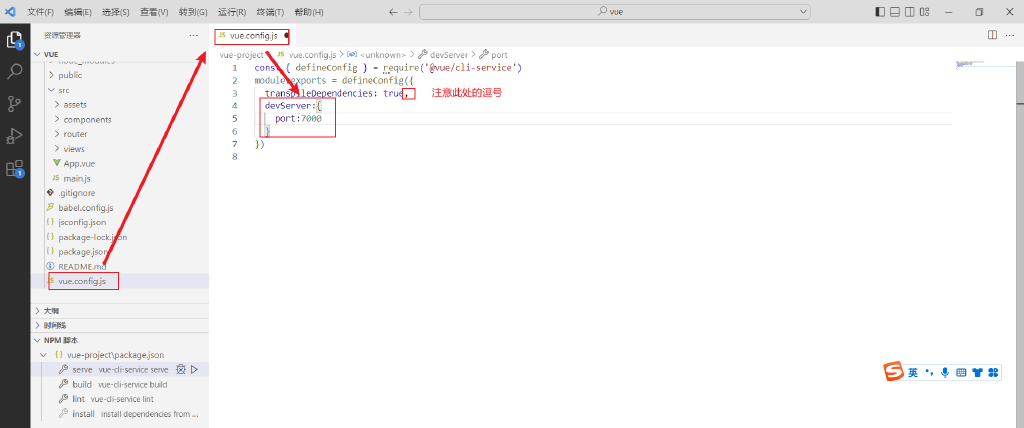 文件(F) 编辑(E) 选择(S) 查看(V) 转到(G) 运行(R) 终端(T) 帮助(H) vue
资源管理器
VUE
node_modules
public
src
assets
components
router
views
App.vue
main.js
.gitignore
babel.config.js
jsconfig.json
package-lock.json
package.json
README.md
vue.config.js
大纲
时间线
NPM 脚本
vue-project\package.json
serve vue-cli-service serve
build vue-cli-service build
lint vue-cli-service lint
install install dependencies from ...
JS vue.config.js
vue-project JS vue.config.js > <unknown> > devServer > port
1 const { defineConfig } = require('@vue/cli-service')
2 module.exports = defineConfig({
3 transpileDependencies: true, 注意此处的逗号
4 devServer:{
5 port:7000
6 }
7 })
8
S 英